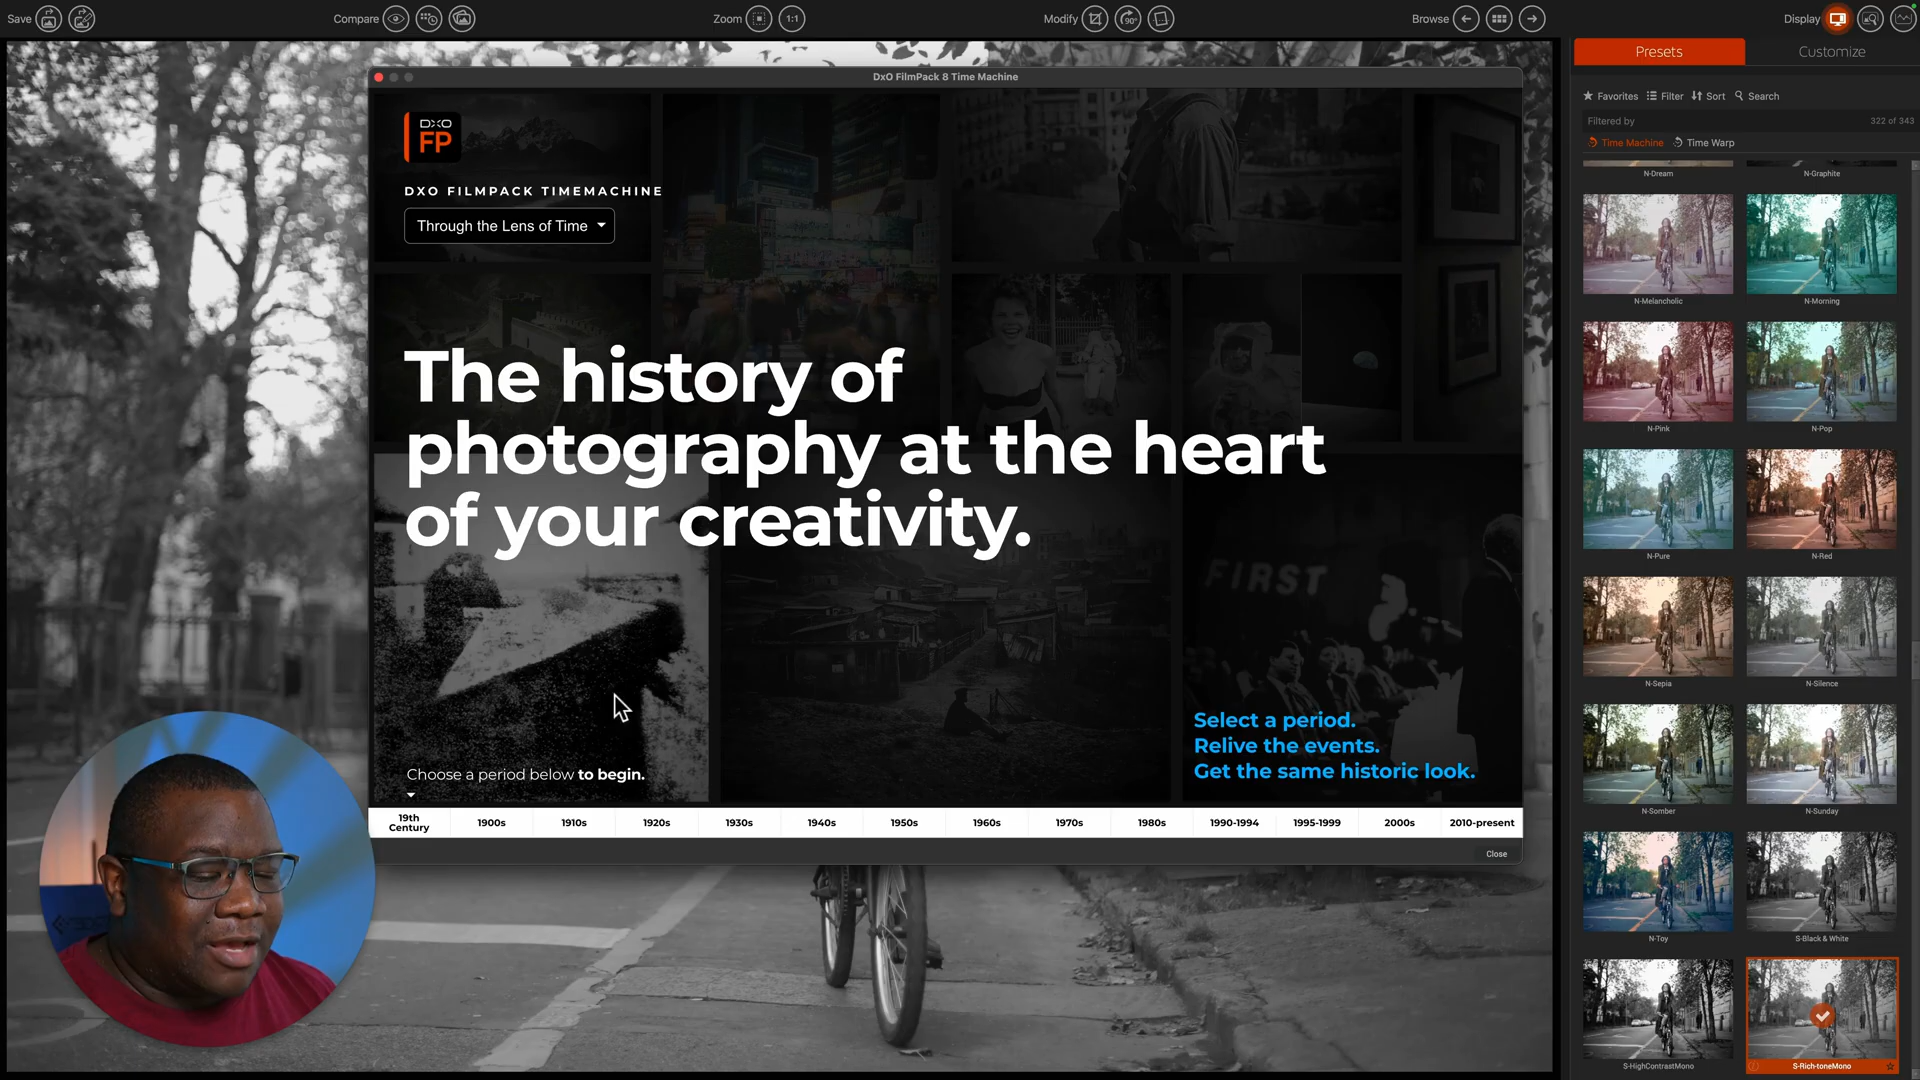 Save
Compare
Zoom
1:1
Modify
90°
Browse
Display
Presets
Customize
Favorites
Filter
Sort
Search
Filtered by
322 of 343
Time Machine
Time Warp
DxO FilmPack 8 Time Machine
DXO
FP
DXO FILMPACK TIMEMACHINE
Through the Lens of Time
The history of
photography at the heart
of your creativity.
FIRST
Select a period.
Relive the events.
Get the same historic look.
Choose a period below to begin.
19th
Century
1900s
1910s
1920s
1930s
1940s
1950s
1960s
1970s
1980s
1990-1994
1995-1999
2000s
2010-present
Close
N-Dream
N-Graphite
N-Melancholic
N-Morning
N-Pink
N-Pop
N-Pure
N-Red
N-Sepia
N-Silence
N-Somber
N-Sunday
N-Toy
S-Black & White
S-HighContrastMono
S-Rich-toneMono